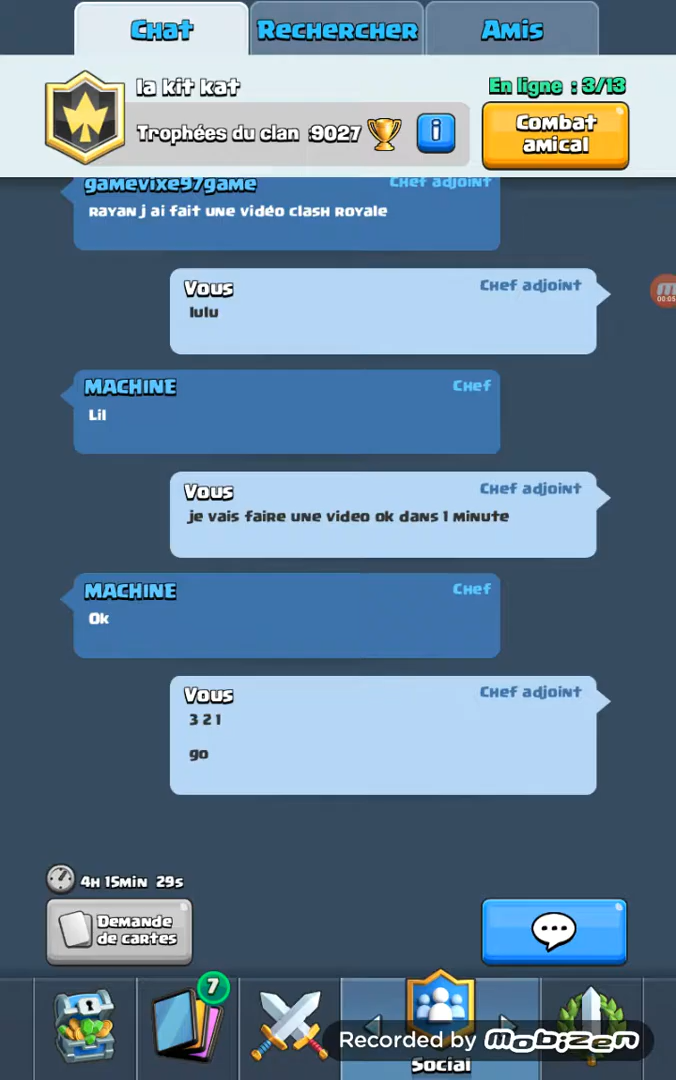 Chat
Rechercher
Amis
la kit kat
En ligne : 3/13
Trophées du clan :9027
i
Combat
amical
gamevixe97game
Chef adjoint
Rayan j ai fait une vidéo clash royale
Vous
Chef adjoint
lulu
00:05
MACHINE
Chef
Lil
Vous
Chef adjoint
je vais faire une video ok dans 1 minute
MACHINE
Chef
Ok
Vous
Chef adjoint
3 2 1
go
4h 15min 29s
Demande
de cartes
7
Recorded by Mobizen
Social